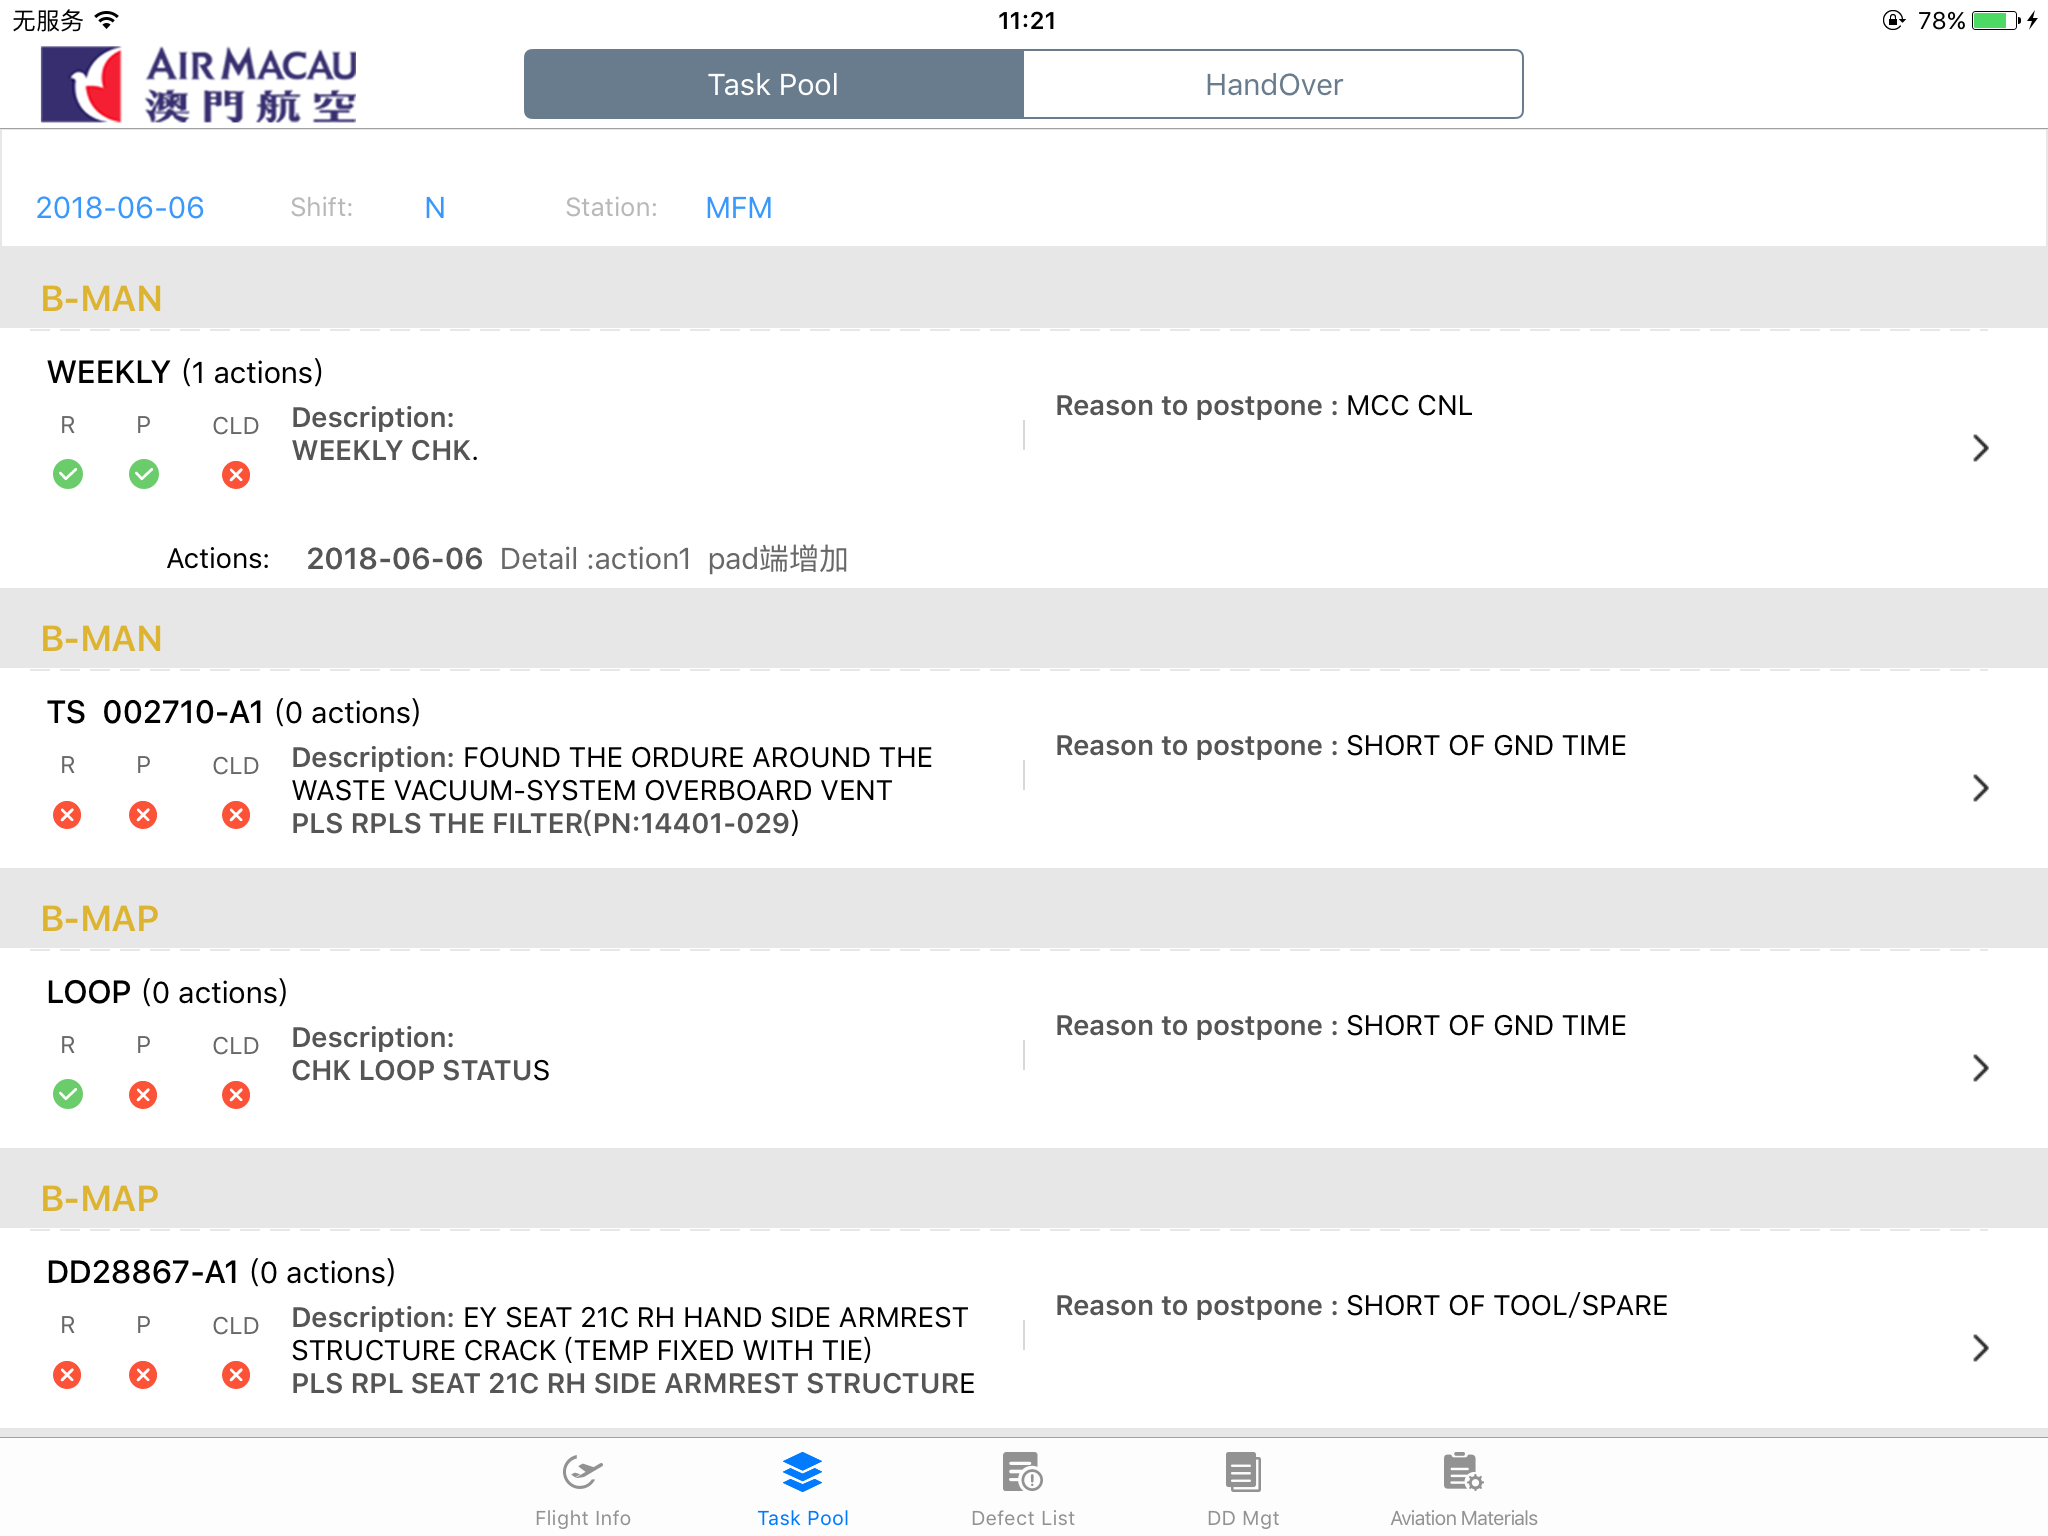 无服务 11:21 78%
AIR MACAU
澳門航空
Task Pool HandOver
2018-06-06 Shift: N Station: MFM
B-MAN
WEEKLY (1 actions)
R P CLD
Description:
WEEKLY CHK.
Reason to postpone : MCC CNL
Actions: 2018-06-06 Detail :action1 pad端增加
B-MAN
TS 002710-A1 (0 actions)
R P CLD
Description: FOUND THE ORDURE AROUND THE
WASTE VACUUM-SYSTEM OVERBOARD VENT
PLS RPLS THE FILTER(PN:14401-029)
Reason to postpone : SHORT OF GND TIME
B-MAP
LOOP (0 actions)
R P CLD
Description:
CHK LOOP STATUS
Reason to postpone : SHORT OF GND TIME
B-MAP
DD28867-A1 (0 actions)
R P CLD
Description: EY SEAT 21C RH HAND SIDE ARMREST
STRUCTURE CRACK (TEMP FIXED WITH TIE)
PLS RPL SEAT 21C RH SIDE ARMREST STRUCTURE
Reason to postpone : SHORT OF TOOL/SPARE
Flight Info Task Pool Defect List DD Mgt Aviation Materials